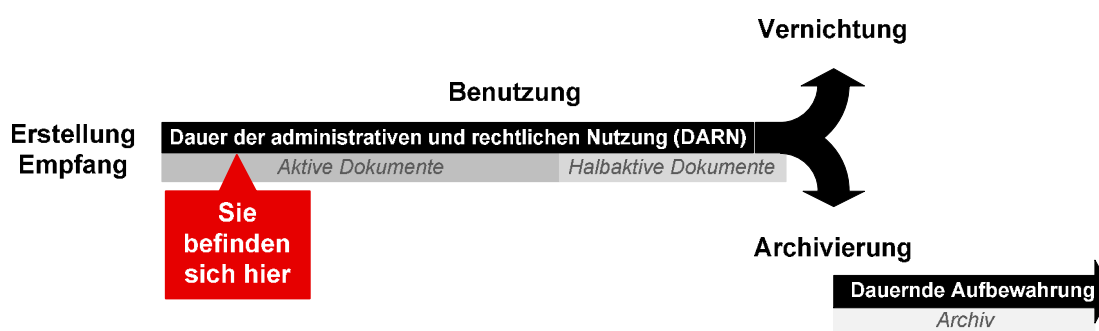 Vernichtung
Benutzung
Erstellung
Empfang
Dauer der administrativen und rechtlichen Nutzung (DARN)
Aktive Dokumente
Halbaktive Dokumente
Sie
befinden
sich hier
Archivierung
Dauernde Aufbewahrung
Archiv